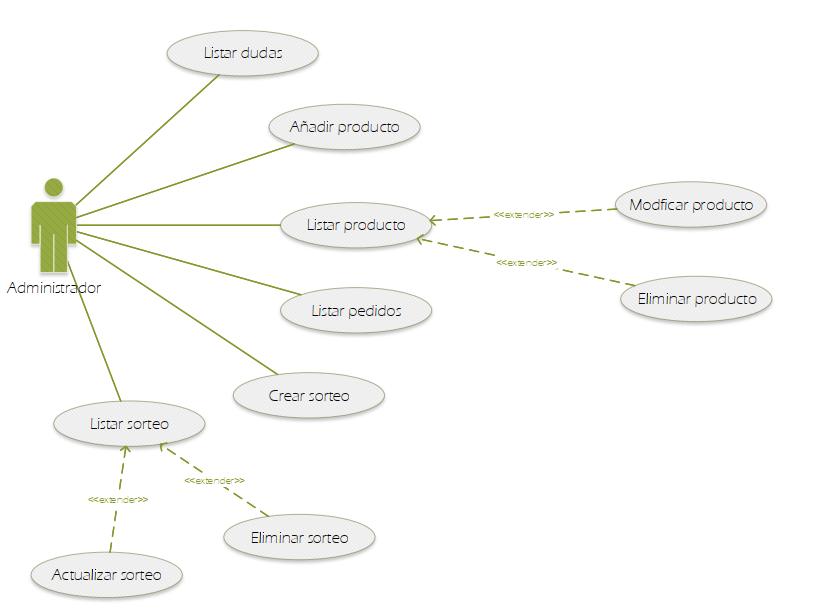 Listar dudas
Añadir producto
Listar producto
<<extender>>
Modficar producto
<<extender>>
Administrador
Eliminar producto
Listar pedidos
Crear sorteo
Listar sorteo
<<extender>>
<<extender>>
Eliminar sorteo
Actualizar sorteo